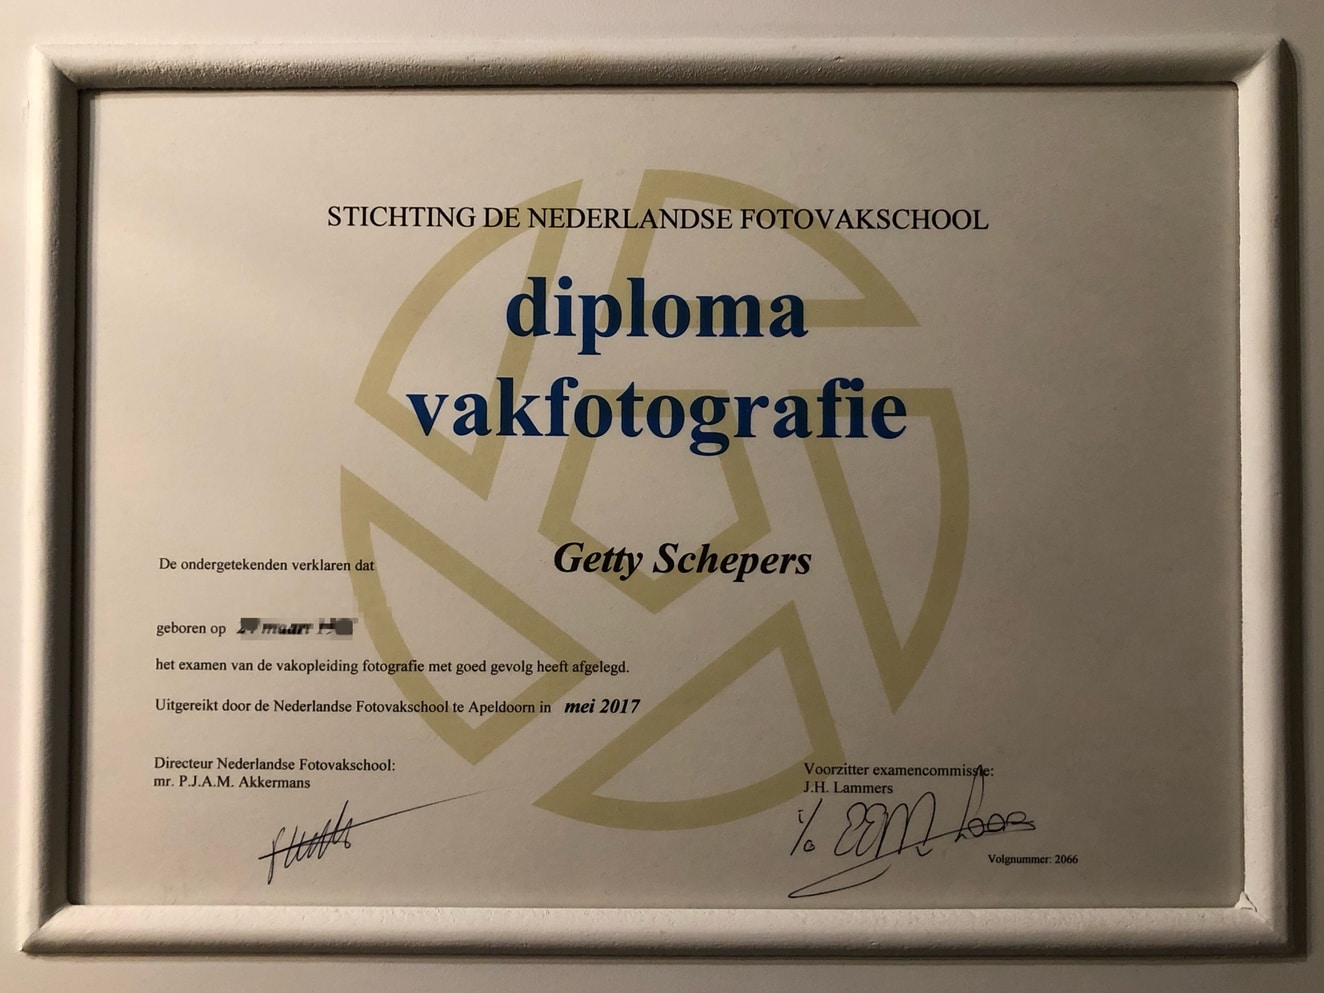 STICHTING DE NEDERLANDSE FOTOVAKSCHOOL
diploma
vakfotografie
De ondergetekenden verklaren dat Getty Schepers
geboren op maart
het examen van de vakopleiding fotografie met goed gevolg heeft afgelegd.
Uitgereikt door de Nederlandse Fotovakschool te Apeldoorn in mei 2017
Directeur Nederlandse Fotovakschool:
mr. P.J.A.M. Akkermans
Voorzitter examencommissie:
J.H. Lammers
i/o
Volgnummer: 2066